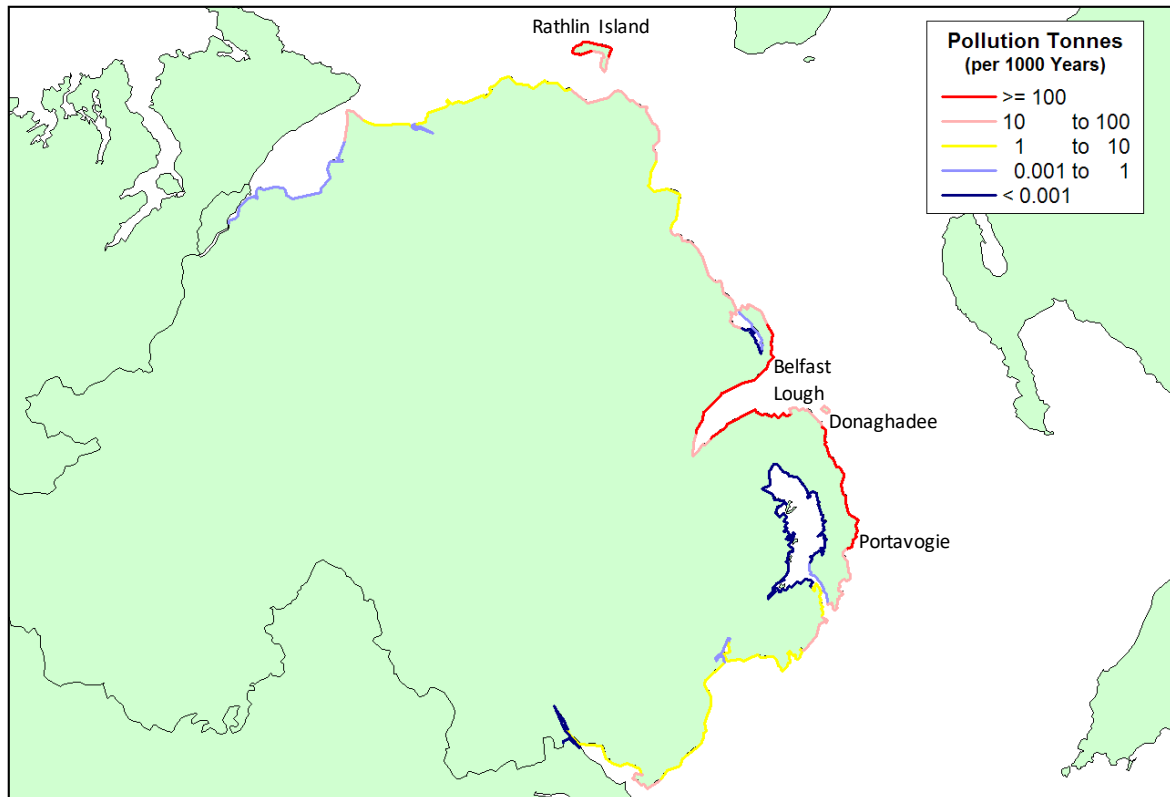 Rathlin Island
Pollution Tonnes
(per 1000 Years)
>= 100
10 to 100
1 to 10
0.001 to 1
< 0.001
Belfast
Lough
Donaghadee
Portavogie